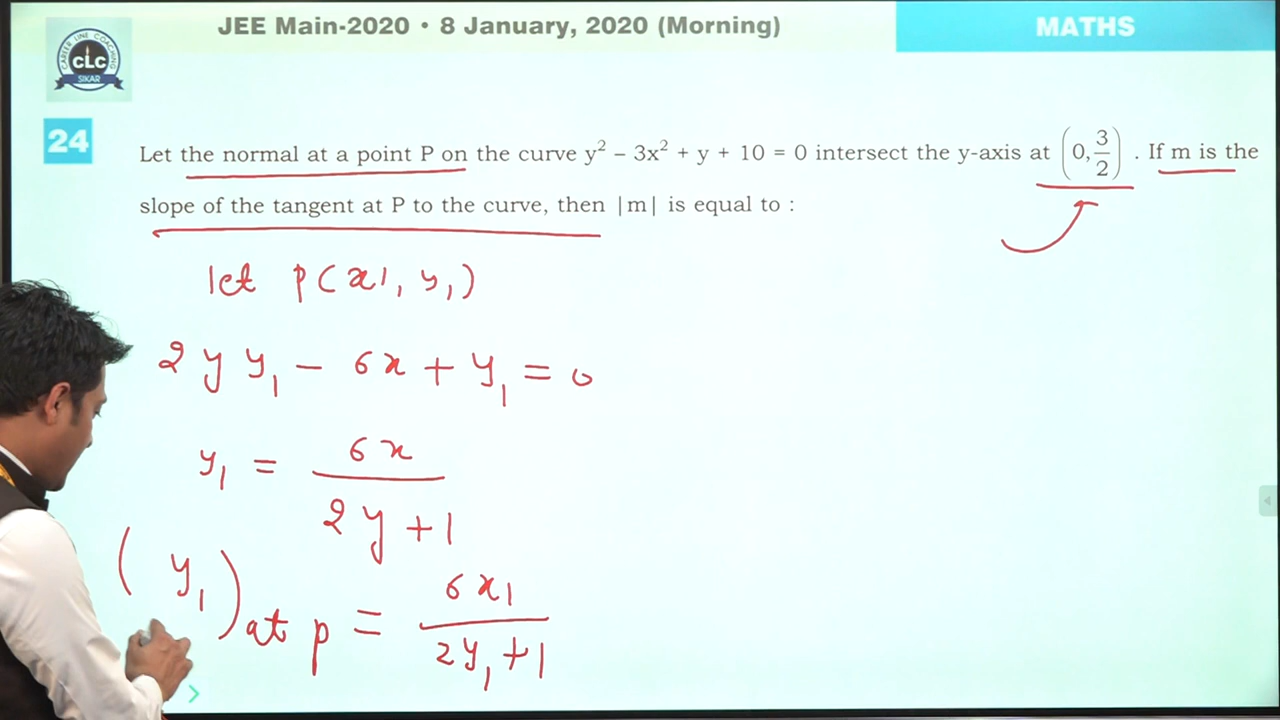 JEE Main-2020 • 8 January, 2020 (Morning)
MATHS
CAREER LINE COACHING
CLC
SIKAR
24
Let the normal at a point P on the curve y² – 3x² + y + 10 = 0 intersect the y-axis at (0, 3/2) . If m is the
slope of the tangent at P to the curve, then |m| is equal to :
let P(x1, y₁)
2 y y₁ – 6x + y₁ = 0
y₁ = 6x / 2y+1
(y₁) at p = 6x₁ / 2y₁+1